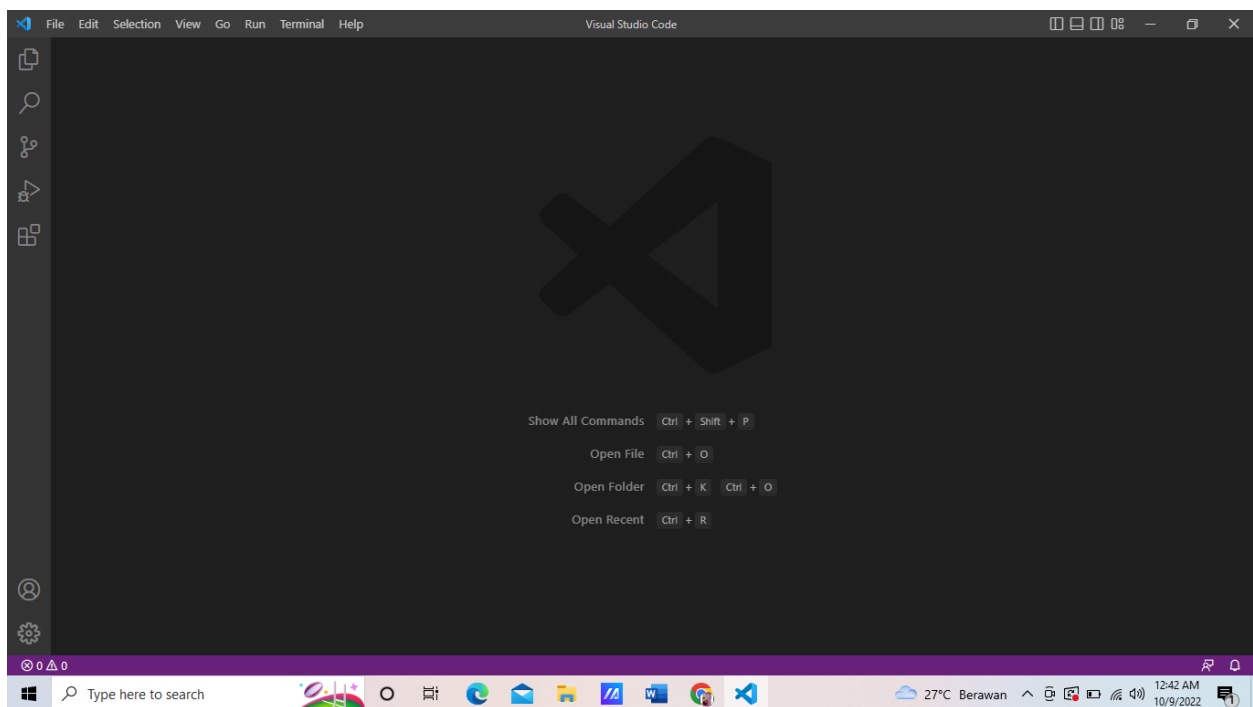 File Edit Selection View Go Run Terminal Help Visual Studio Code
Show All Commands Ctrl + Shift + P
Open File Ctrl + O
Open Folder Ctrl + K Ctrl + O
Open Recent Ctrl + R
0 0
Type here to search 27°C Berawan 12:42 AM
10/9/2022 1